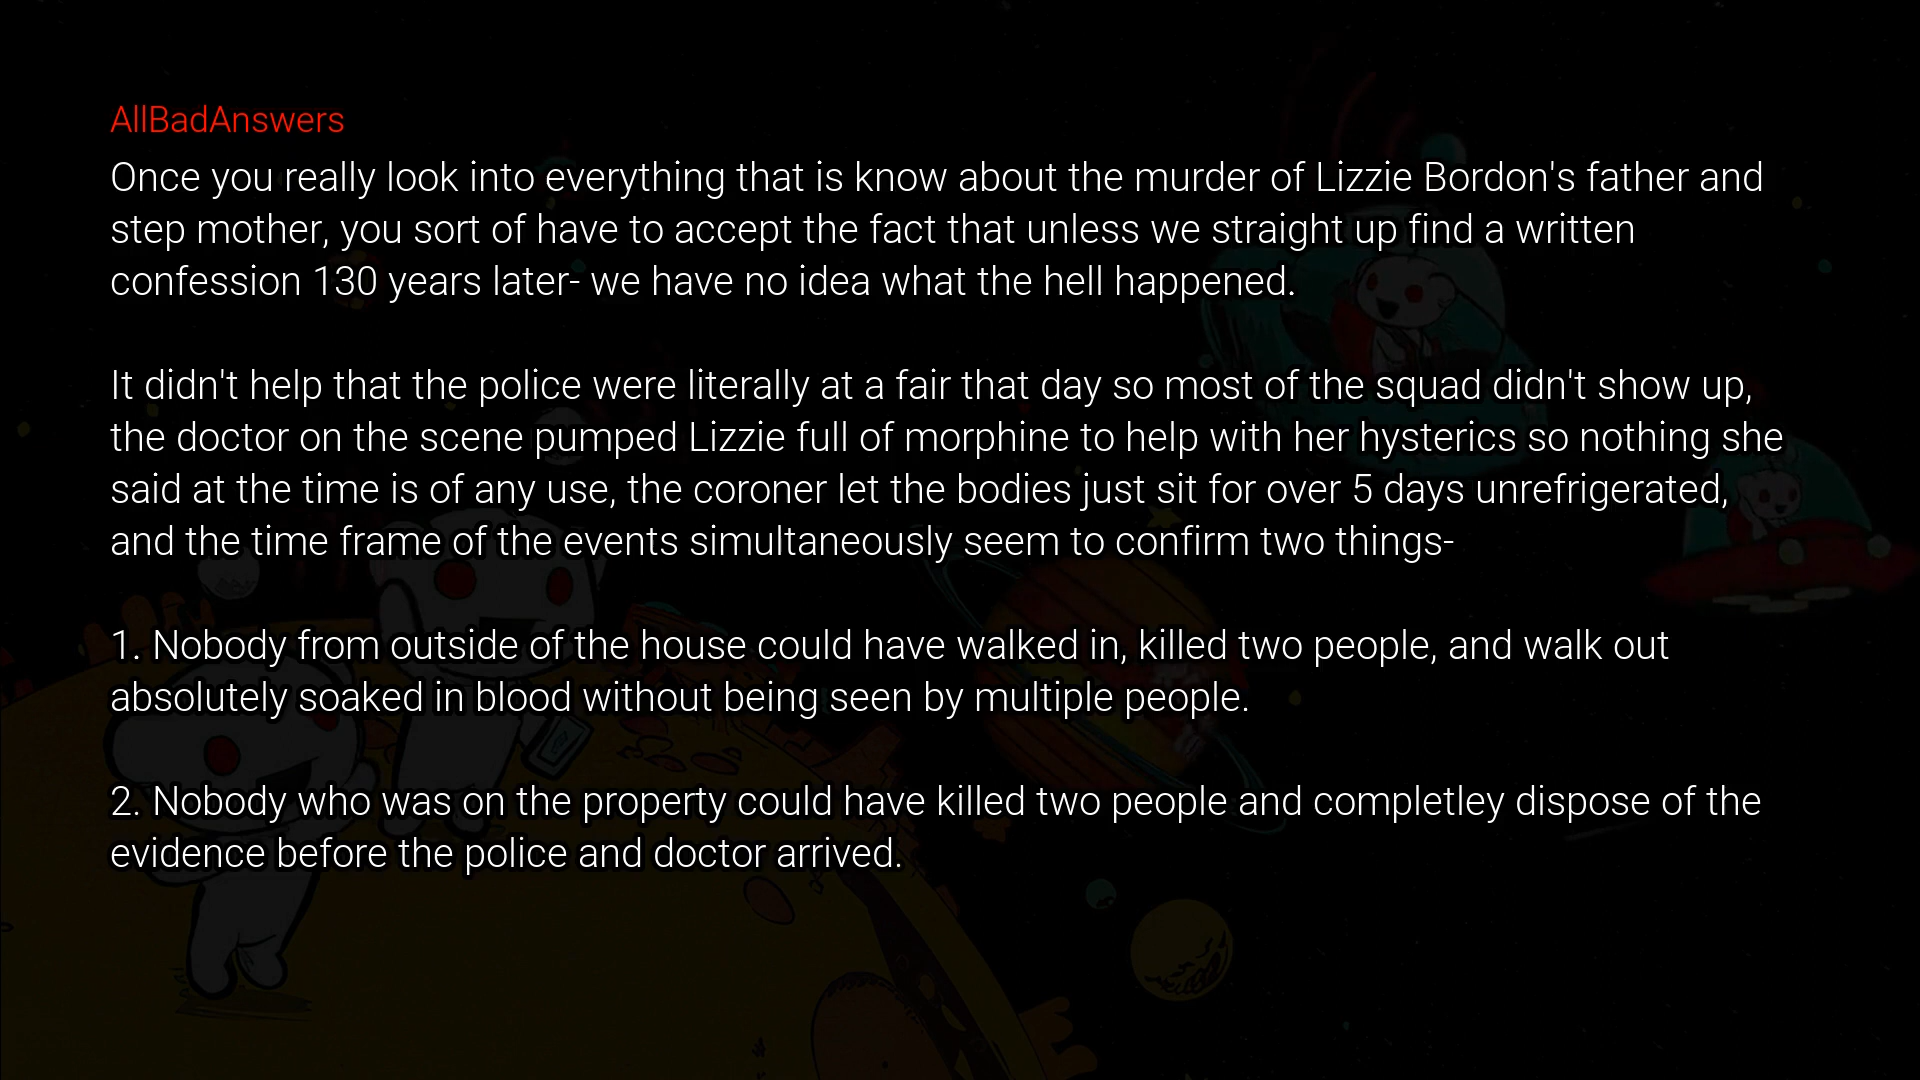 AllBadAnswers
Once you really look into everything that is know about the murder of Lizzie Bordon's father and
step mother, you sort of have to accept the fact that unless we straight up find a written
confession 130 years later- we have no idea what the hell happened.
It didn't help that the police were literally at a fair that day so most of the squad didn't show up,
the doctor on the scene pumped Lizzie full of morphine to help with her hysterics so nothing she
said at the time is of any use, the coroner let the bodies just sit for over 5 days unrefrigerated,
and the time frame of the events simultaneously seem to confirm two things-
1. Nobody from outside of the house could have walked in, killed two people, and walk out
absolutely soaked in blood without being seen by multiple people.
2. Nobody who was on the property could have killed two people and completley dispose of the
evidence before the police and doctor arrived.